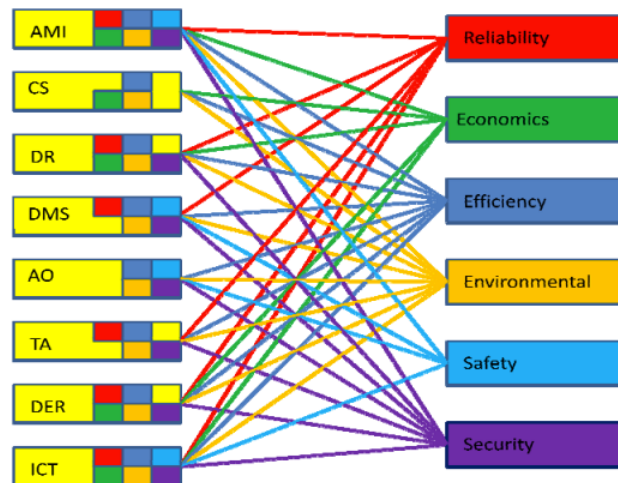 AMI
Reliability
CS
Economics
DR
Efficiency
DMS
Environmental
AO
TA
Safety
DER
Security
ICT